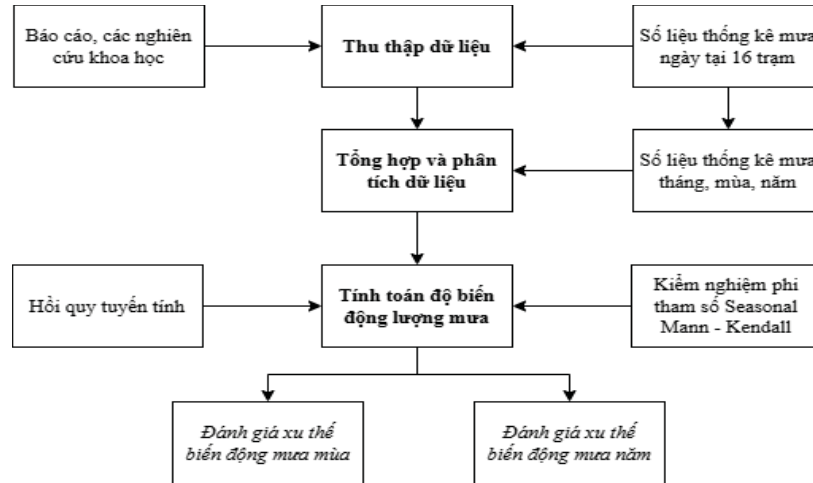 Báo cáo, các nghiên
cứu khoa học
Thu thập dữ liệu
Số liệu thống kê mưa
ngày tại 16 trạm
Tổng hợp và phân
tích dữ liệu
Số liệu thống kê mưa
tháng, mùa, năm
Hồi quy tuyến tính
Tính toán độ biến
động lượng mưa
Kiểm nghiệm phi
tham số Seasonal
Mann - Kendall
Đánh giá xu thế
biến động mưa mùa
Đánh giá xu thế
biến động mưa năm